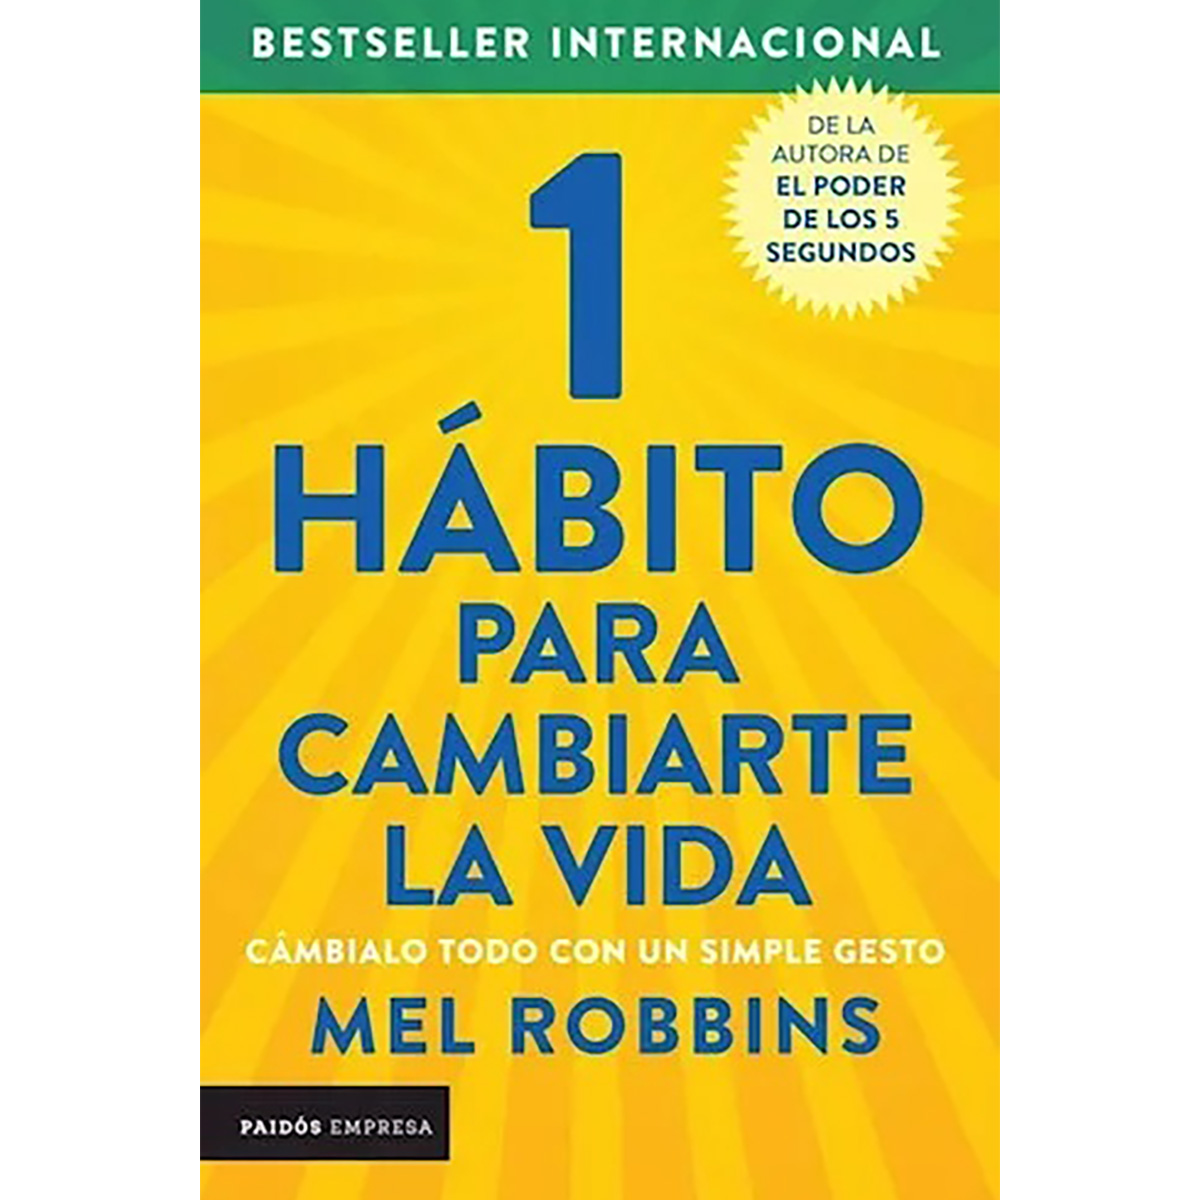 BESTSELLER INTERNACIONAL
DE LA
AUTORA DE
EL PODER
DE LOS 5
SEGUNDOS
1
HÁBITO
PARA
CAMBIARTE
LA VIDA
CÁMBIALO TODO CON UN SIMPLE GESTO
MEL ROBBINS
PAIDÓS EMPRESA